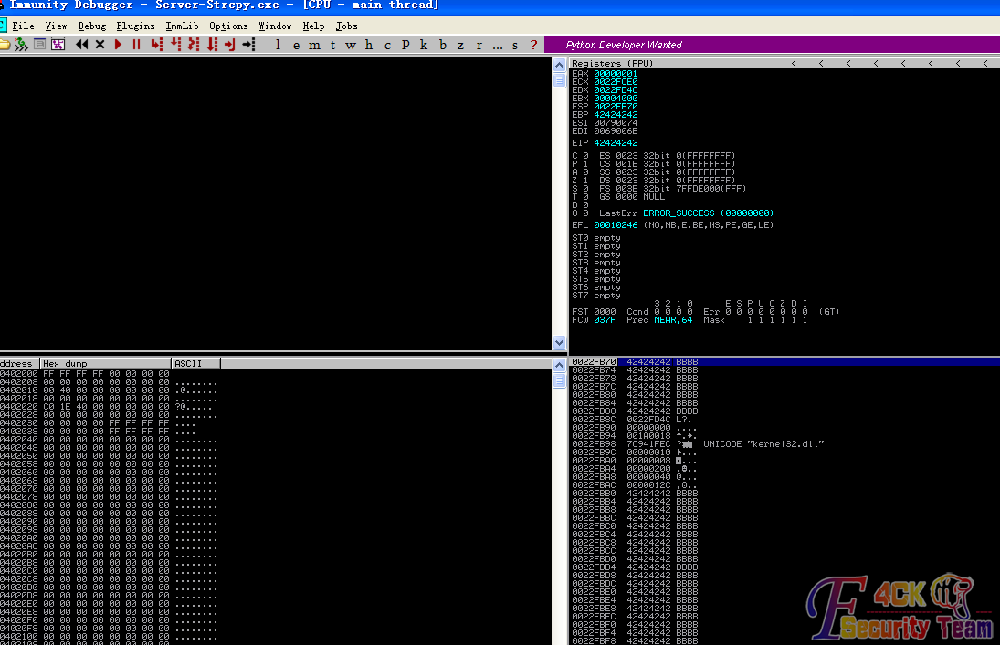 Immunity Debugger - Server-Strcpy.exe - [CPU - main thread]
File View Debug Plugins ImmLib Options Window Help Jobs
l e m t w h c P k b z r ... s ? Python Developer Wanted
Registers (FPU) < < < < < < < <
EAX 00000001
ECX 0022FCE0
EDX 0022FD4C
EBX 00004000
ESP 0022FB70
EBP 42424242
ESI 00790074
EDI 0069006E
EIP 42424242
C 0 ES 0023 32bit 0(FFFFFFFF)
P 1 CS 001B 32bit 0(FFFFFFFF)
A 0 SS 0023 32bit 0(FFFFFFFF)
Z 1 DS 0023 32bit 0(FFFFFFFF)
S 0 FS 003B 32bit 7FFDE000(FFF)
T 0 GS 0000 NULL
D 0
O 0 LastErr ERROR_SUCCESS (00000000)
EFL 00010246 (NO,NB,E,BE,NS,PE,GE,LE)
ST0 empty
ST1 empty
ST2 empty
ST3 empty
ST4 empty
ST5 empty
ST6 empty
ST7 empty
3 2 1 0 E S P U O Z D I
FST 0000 Cond 0 0 0 0 Err 0 0 0 0 0 0 0 0 (GT)
FCW 037F Prec NEAR,64 Mask 1 1 1 1 1 1
ddress Hex dump ASCII
0402000 FF FF FF FF 00 00 00 00
0402008 00 00 00 00 00 00 00 00 ........
0402010 00 40 00 00 00 00 00 00 .@......
0402018 00 00 00 00 00 00 00 00 ........
0402020 C0 1E 40 00 00 00 00 00 ?@.....
0402028 00 00 00 00 00 00 00 00 ........
0402030 00 00 00 00 FF FF FF FF ....
0402038 00 00 00 00 FF FF FF FF ....
0402040 00 00 00 00 00 00 00 00 ........
0402048 00 00 00 00 00 00 00 00 ........
0402050 00 00 00 00 00 00 00 00 ........
0402058 00 00 00 00 00 00 00 00 ........
0402060 00 00 00 00 00 00 00 00 ........
0402068 00 00 00 00 00 00 00 00 ........
0402070 00 00 00 00 00 00 00 00 ........
0402078 00 00 00 00 00 00 00 00 ........
0402080 00 00 00 00 00 00 00 00 ........
0402088 00 00 00 00 00 00 00 00 ........
0402090 00 00 00 00 00 00 00 00 ........
0402098 00 00 00 00 00 00 00 00 ........
04020A0 00 00 00 00 00 00 00 00 ........
04020A8 00 00 00 00 00 00 00 00 ........
04020B0 00 00 00 00 00 00 00 00 ........
04020B8 00 00 00 00 00 00 00 00 ........
04020C0 00 00 00 00 00 00 00 00 ........
04020C8 00 00 00 00 00 00 00 00 ........
04020D0 00 00 00 00 00 00 00 00 ........
04020D8 00 00 00 00 00 00 00 00 ........
04020E0 00 00 00 00 00 00 00 00 ........
04020E8 00 00 00 00 00 00 00 00 ........
04020F0 00 00 00 00 00 00 00 00 ........
04020F8 00 00 00 00 00 00 00 00 ........
0402100 00 00 00 00 00 00 00 00 ........
0022FB70 42424242 BBBB
0022FB74 42424242 BBBB
0022FB78 42424242 BBBB
0022FB7C 42424242 BBBB
0022FB80 42424242 BBBB
0022FB84 42424242 BBBB
0022FB88 42424242 BBBB
0022FB8C 0022FD4C L?.
0022FB90 00000000 ....
0022FB94 001A0018
0022FB98 7C941FEC UNICODE "kernel32.dll"
0022FB9C 00000010
0022FBA0 00000008
0022FBA4 00000200
0022FBA8 00000040 @...
0022FBAC 0000012C
0022FBB0 42424242 BBBB
0022FBB4 42424242 BBBB
0022FBB8 42424242 BBBB
0022FBBC 42424242 BBBB
0022FBC0 42424242 BBBB
0022FBC4 42424242 BBBB
0022FBC8 42424242 BBBB
0022FBCC 42424242 BBBB
0022FBD0 42424242 BBBB
0022FBD4 42424242 BBBB
0022FBD8 42424242 BBBB
0022FBDC 42424242 BBBB
0022FBE0 42424242 BBBB
0022FBE4 42424242 BBBB
0022FBE8 42424242 BBBB
0022FBEC 42424242 BBBB
0022FBF0 42424242 BBBB
0022FBF4 42424242 BBBB
0022FBF8 42424242 BBBB
F4CK
Security Team